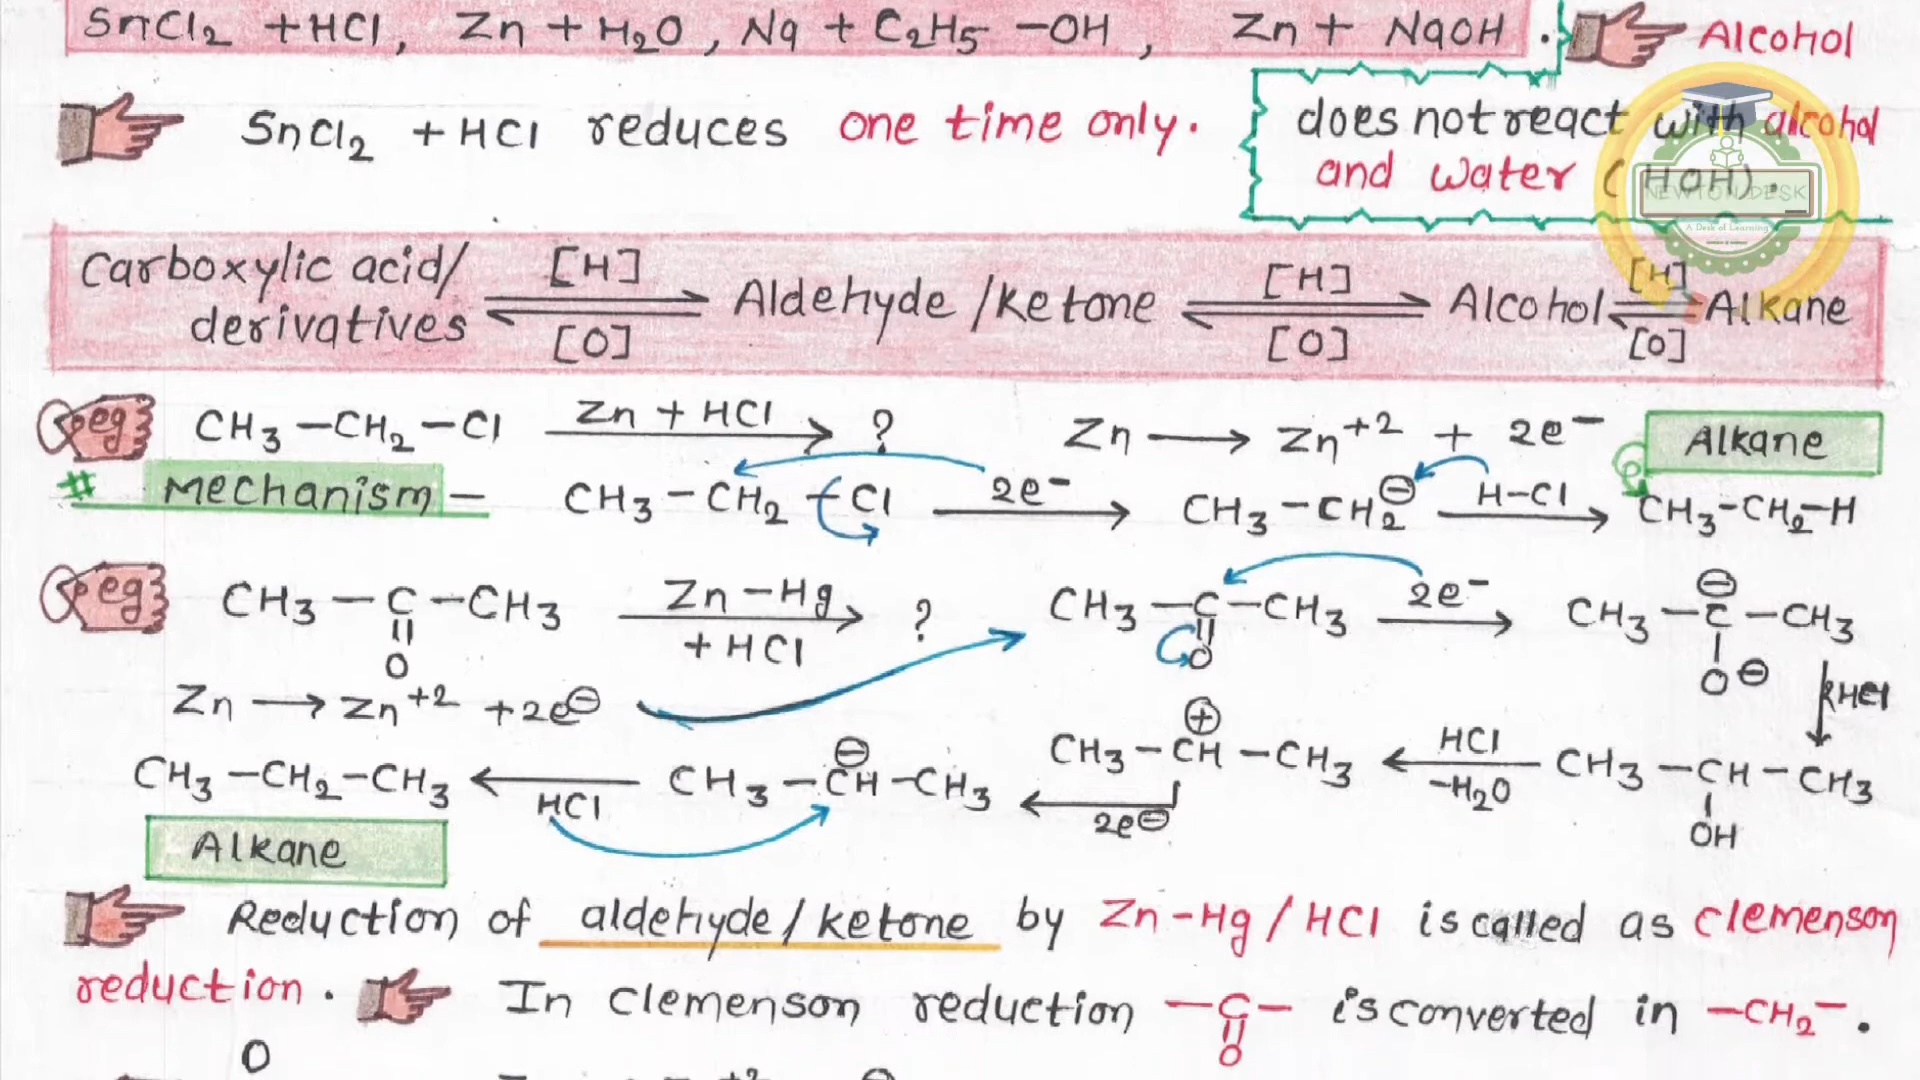 SnCl2 + HCl, Zn + H2O, Na + C2H5-OH, Zn + NaOH. Alcohol
SnCl2 + HCl reduces one time only.
does not react with alcohol
and water (HOH).
NEWTON DESK
A Desk of Learning
Carboxylic acid/ derivatives [H] [O] Aldehyde/Ketone [H] [O] Alcohol [H] [O] Alkane
eg CH3-CH2-Cl Zn + HCl → ? Zn → Zn+2 + 2e- Alkane
# Mechanism - CH3-CH2-Cl 2e- → CH3-CH2⊖ H-Cl → CH3-CH2-H
eg CH3-C-CH3 Zn-Hg + HCl → ? CH3-C-CH3 2e- → CH3-C⊖-CH3
O O O⊖
Zn → Zn+2 + 2e⊖ HCl
CH3-CH2-CH3 ← HCl CH3-CH⊖-CH3 ← 2e⊖ CH3-CH⊕-CH3 ← HCl -H2O CH3-CH-CH3
OH
Alkane
Reduction of aldehyde/ketone by Zn-Hg/HCl is called as clemenson
reduction. In clemenson reduction -C- is converted in -CH2-.
O
O